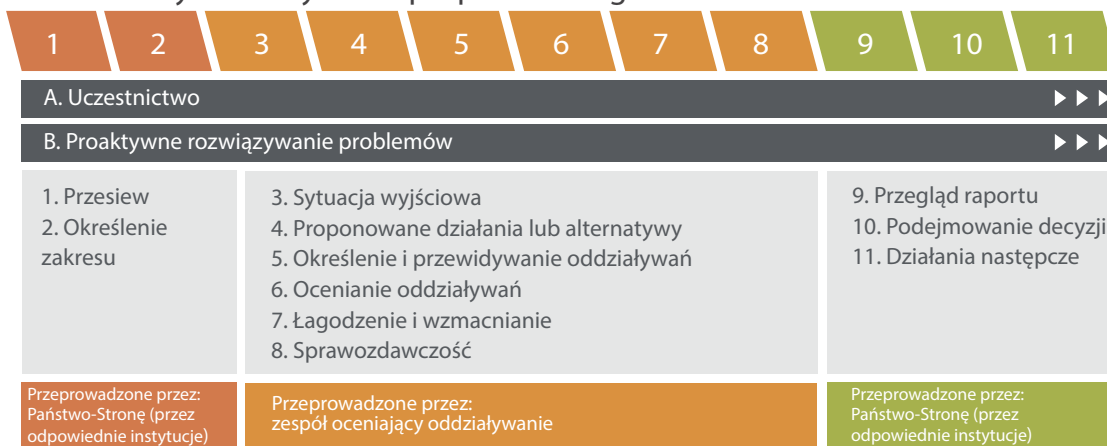 1 2 3 4 5 6 7 8 9 10 11
A. Uczestnictwo
B. Proaktywne rozwiązywanie problemów
1. Przesiew
2. Określenie
zakresu
3. Sytuacja wyjściowa
4. Proponowane działania lub alternatywy
5. Określenie i przewidywanie oddziaływań
6. Ocenianie oddziaływań
7. Łagodzenie i wzmacnianie
8. Sprawozdawczość
9. Przegląd raportu
10. Podejmowanie decyzji
11. Działania następcze
Przeprowadzone przez:
Państwo-Stronę (przez
odpowiednie instytucje)
Przeprowadzone przez:
zespół oceniający oddziaływanie
Przeprowadzone przez:
Państwo-Stronę (przez
odpowiednie instytucje)